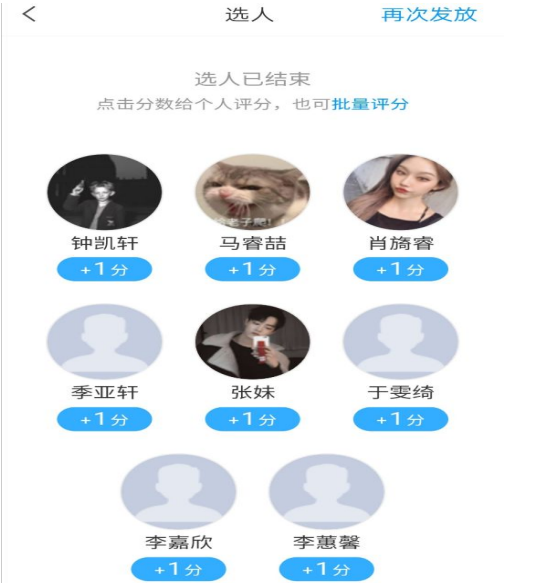 选人
再次发放
选人已结束
点击分数给个人评分，也可批量评分
老子爬!
钟凯轩
马睿喆
肖旖睿
+1分
+1分
+1分
季亚轩
张妹
于雯绮
+1分
+1分
+1分
李嘉欣
李蕙馨
+1分
+1分